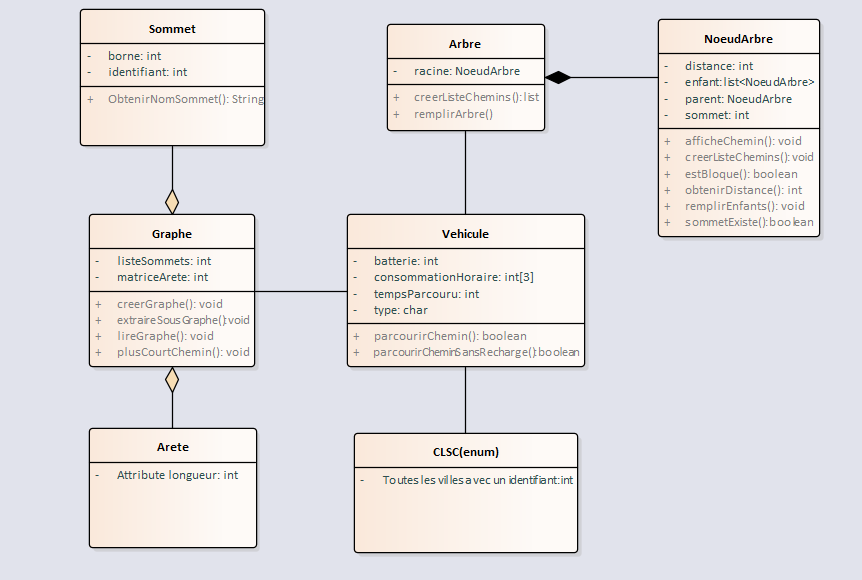 Sommet
- borne: int
- identifiant: int
+ ObtenirNomSommet(): String
Arbre
- racine: NoeudArbre
+ creerListeChemins(): list
+ remplirArbre()
NoeudArbre
- distance: int
- enfant: list<NoeudArbre>
- parent: NoeudArbre
- sommet: int
+ afficheChemin(): void
+ creerListeChemins(): void
+ estBloque(): boolean
+ obtenirDistance(): int
+ remplirEnfants(): void
+ sommetExiste(): boolean
Graphe
- listeSommets: int
- matriceArete: int
+ creerGraphe(): void
+ extraireSousGraphe(): void
+ lireGraphe(): void
+ plusCourtChemin(): void
Vehicule
- batterie: int
- consommationHoraire: int[3]
- tempsParcouru: int
- type: char
+ parcourirChemin(): boolean
+ parcourirCheminSansRecharge(): boolean
Arete
- Attribute longueur: int
CLSC(enum)
- Toutes les villes avec un identifiant:int